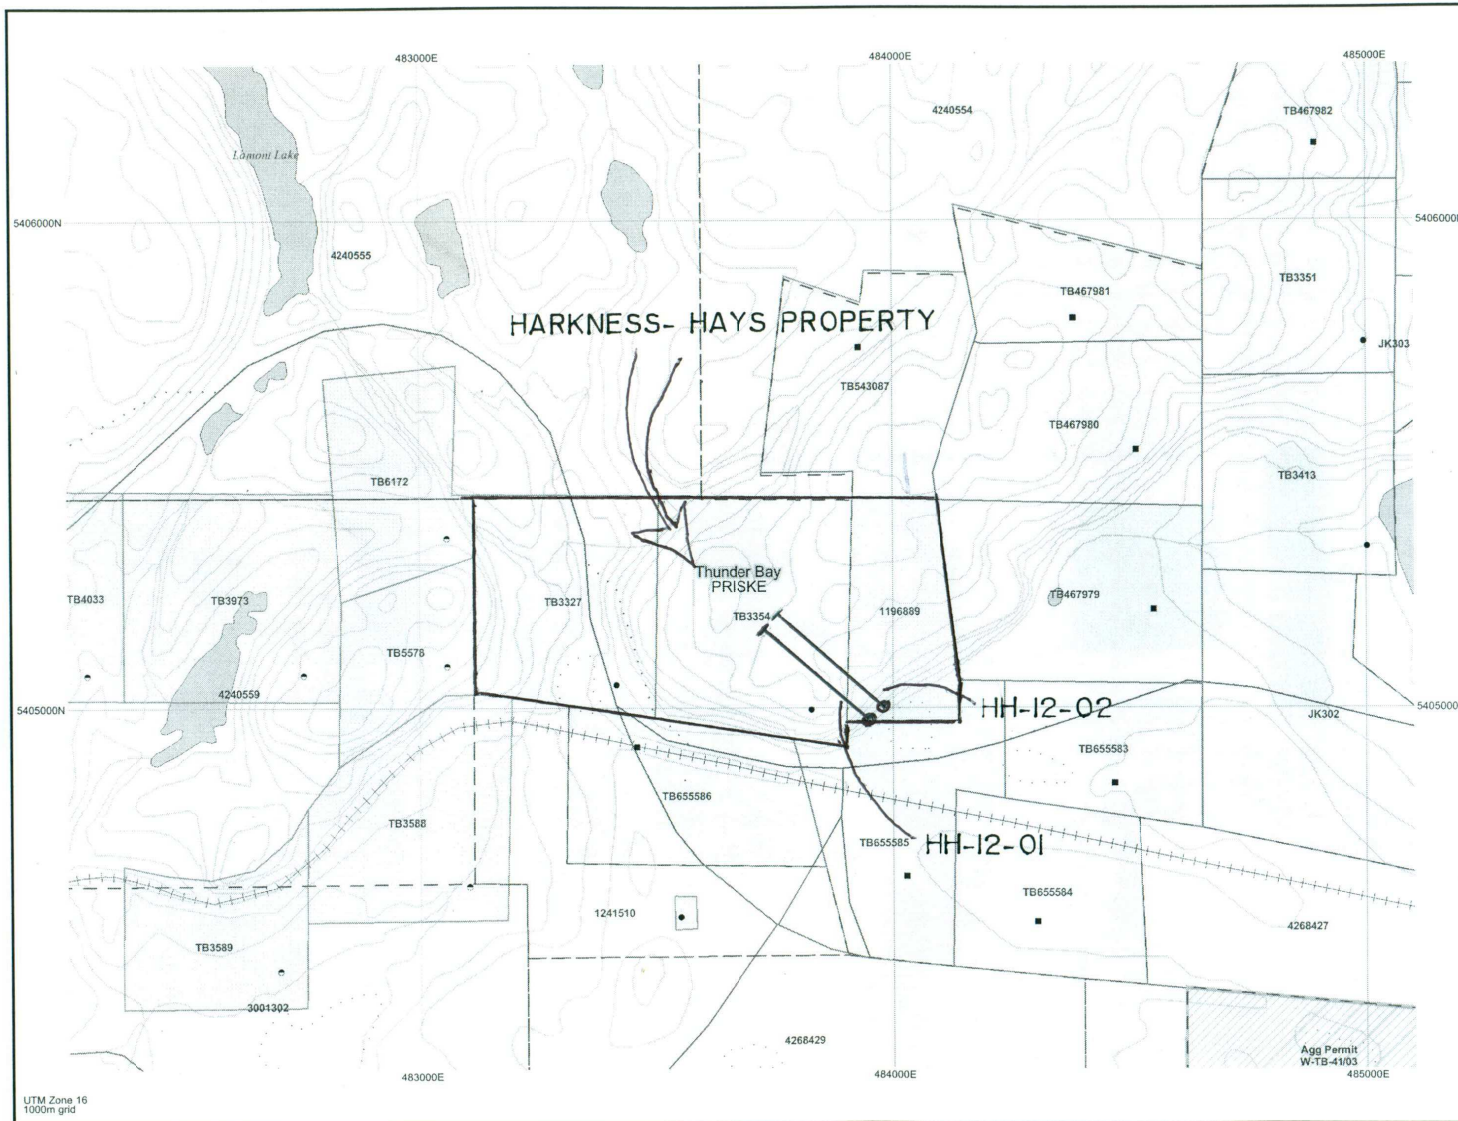 483000E
484000E
485000E
4240554
TB467982
Lamont Lake
5406000N
5406000N
4240555
TB467981
TB3351
HARKNESS- HAYS PROPERTY
JK303
TB543087
TB467980
TB6172
TB3413
Thunder Bay
PRISKE
TB4033
TB3973
TB3327
TB3354
1196889
TB467979
TB5578
4240559
5405000N
HH-12-02
5405000N
JK302
TB655583
TB655586
TB3588
TB655585
HH-12-01
TB655584
1241510
4268427
TB3589
3001302
4268429
Agg Permit
W-TB-41/03
483000E
484000E
485000E
UTM Zone 16
1000m grid